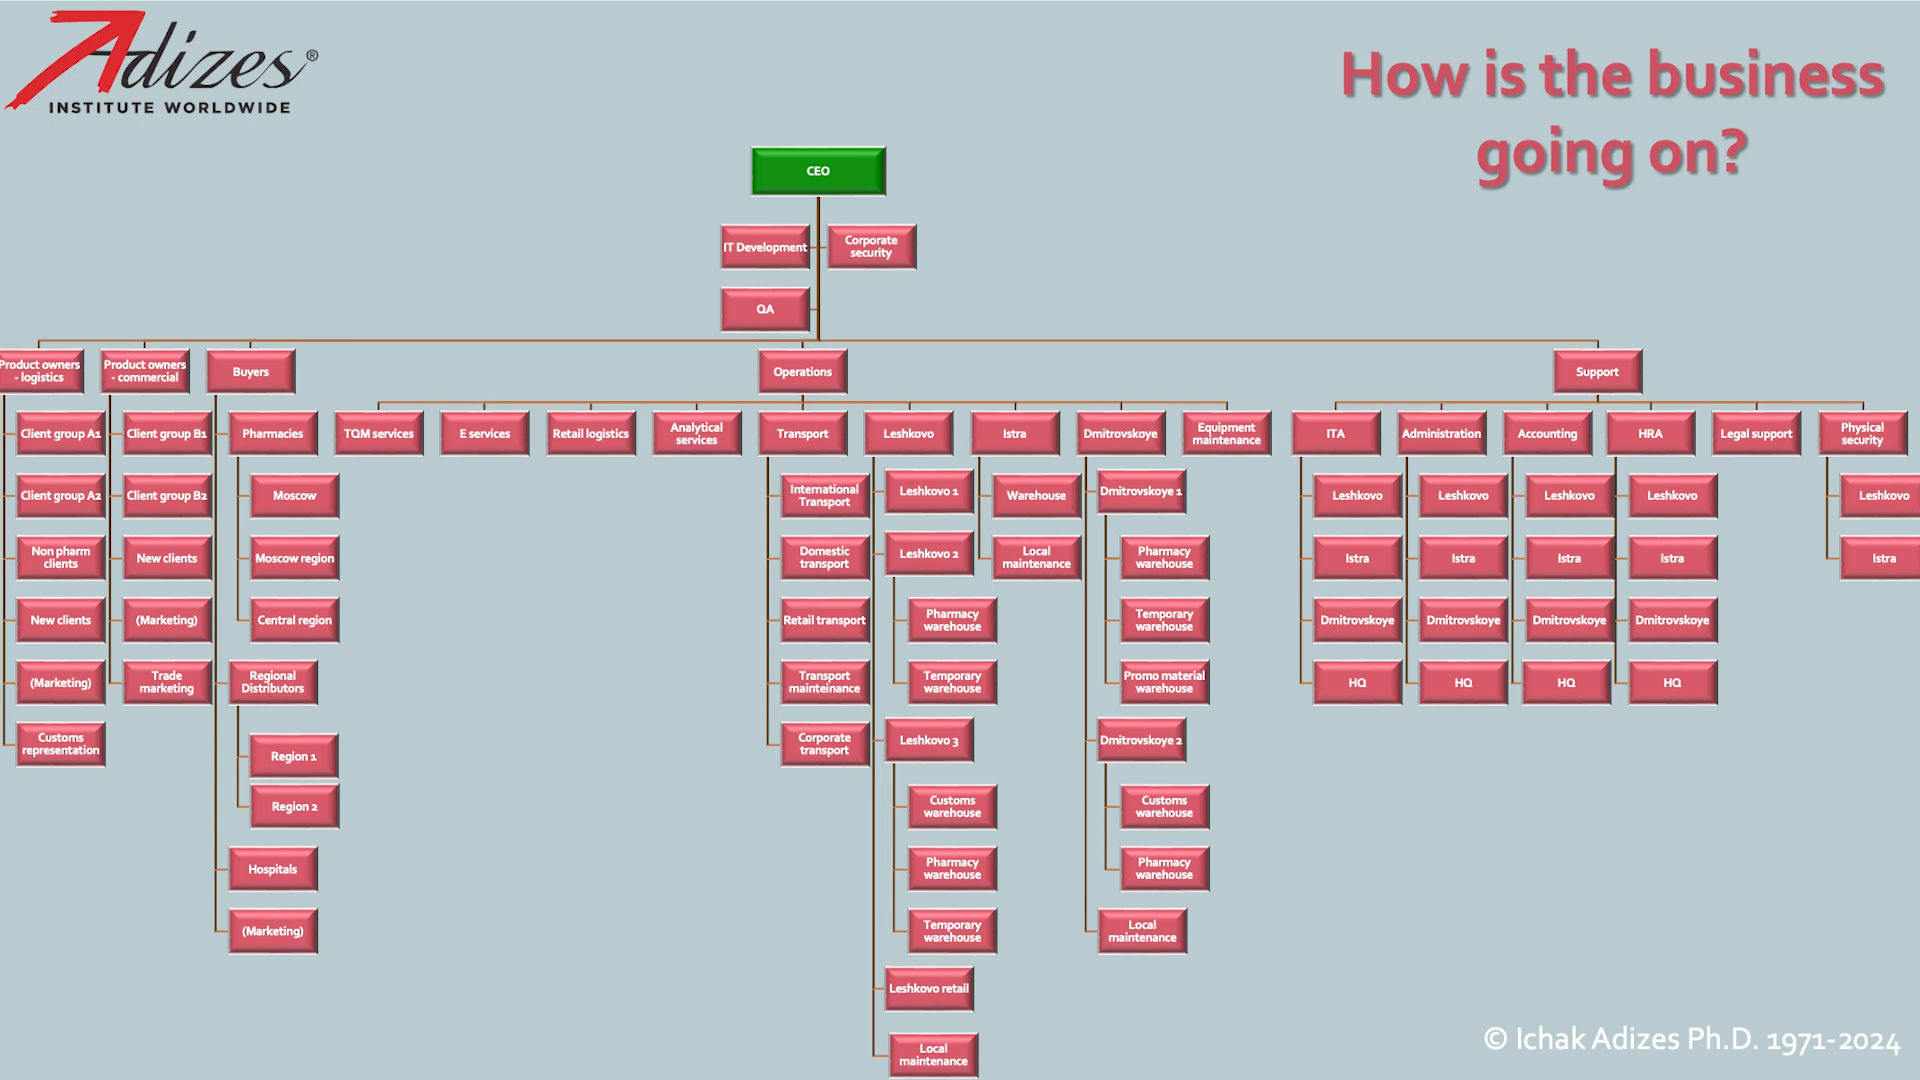 Adizes®
INSTITUTE WORLDWIDE
How is the business
going on?
CEO
IT Development
Corporate
security
QA
Product owners
- logistics
Product owners
- commercial
Buyers
Operations
Support
Client group A1
Client group A2
Non pharm
clients
New clients
(Marketing)
Customs
representation
Client group B1
Client group B2
New clients
(Marketing)
Trade
marketing
Pharmacies
Moscow
Moscow region
Central region
Regional
Distributors
Region 1
Region 2
Hospitals
(Marketing)
TQM services
E services
Retail logistics
Analytical
services
Transport
International
Transport
Domestic
transport
Retail transport
Transport
mainteinance
Corporate
transport
Leshkovo
Leshkovo 1
Leshkovo 2
Pharmacy
warehouse
Temporary
warehouse
Leshkovo 3
Customs
warehouse
Pharmacy
warehouse
Temporary
warehouse
Leshkovo retail
Local
maintenance
Istra
Warehouse
Local
maintenance
Dmitrovskoye
Dmitrovskoye 1
Pharmacy
warehouse
Temporary
warehouse
Promo material
warehouse
Dmitrovskoye 2
Customs
warehouse
Pharmacy
warehouse
Local
maintenance
Equipment
maintenance
ITA
Leshkovo
Istra
Dmitrovskoye
HQ
Administration
Leshkovo
Istra
Dmitrovskoye
HQ
Accounting
Leshkovo
Istra
Dmitrovskoye
HQ
HRA
Leshkovo
Istra
Dmitrovskoye
HQ
Legal support
Physical
security
Leshkovo
Istra
© Ichak Adizes Ph.D. 1971-2024